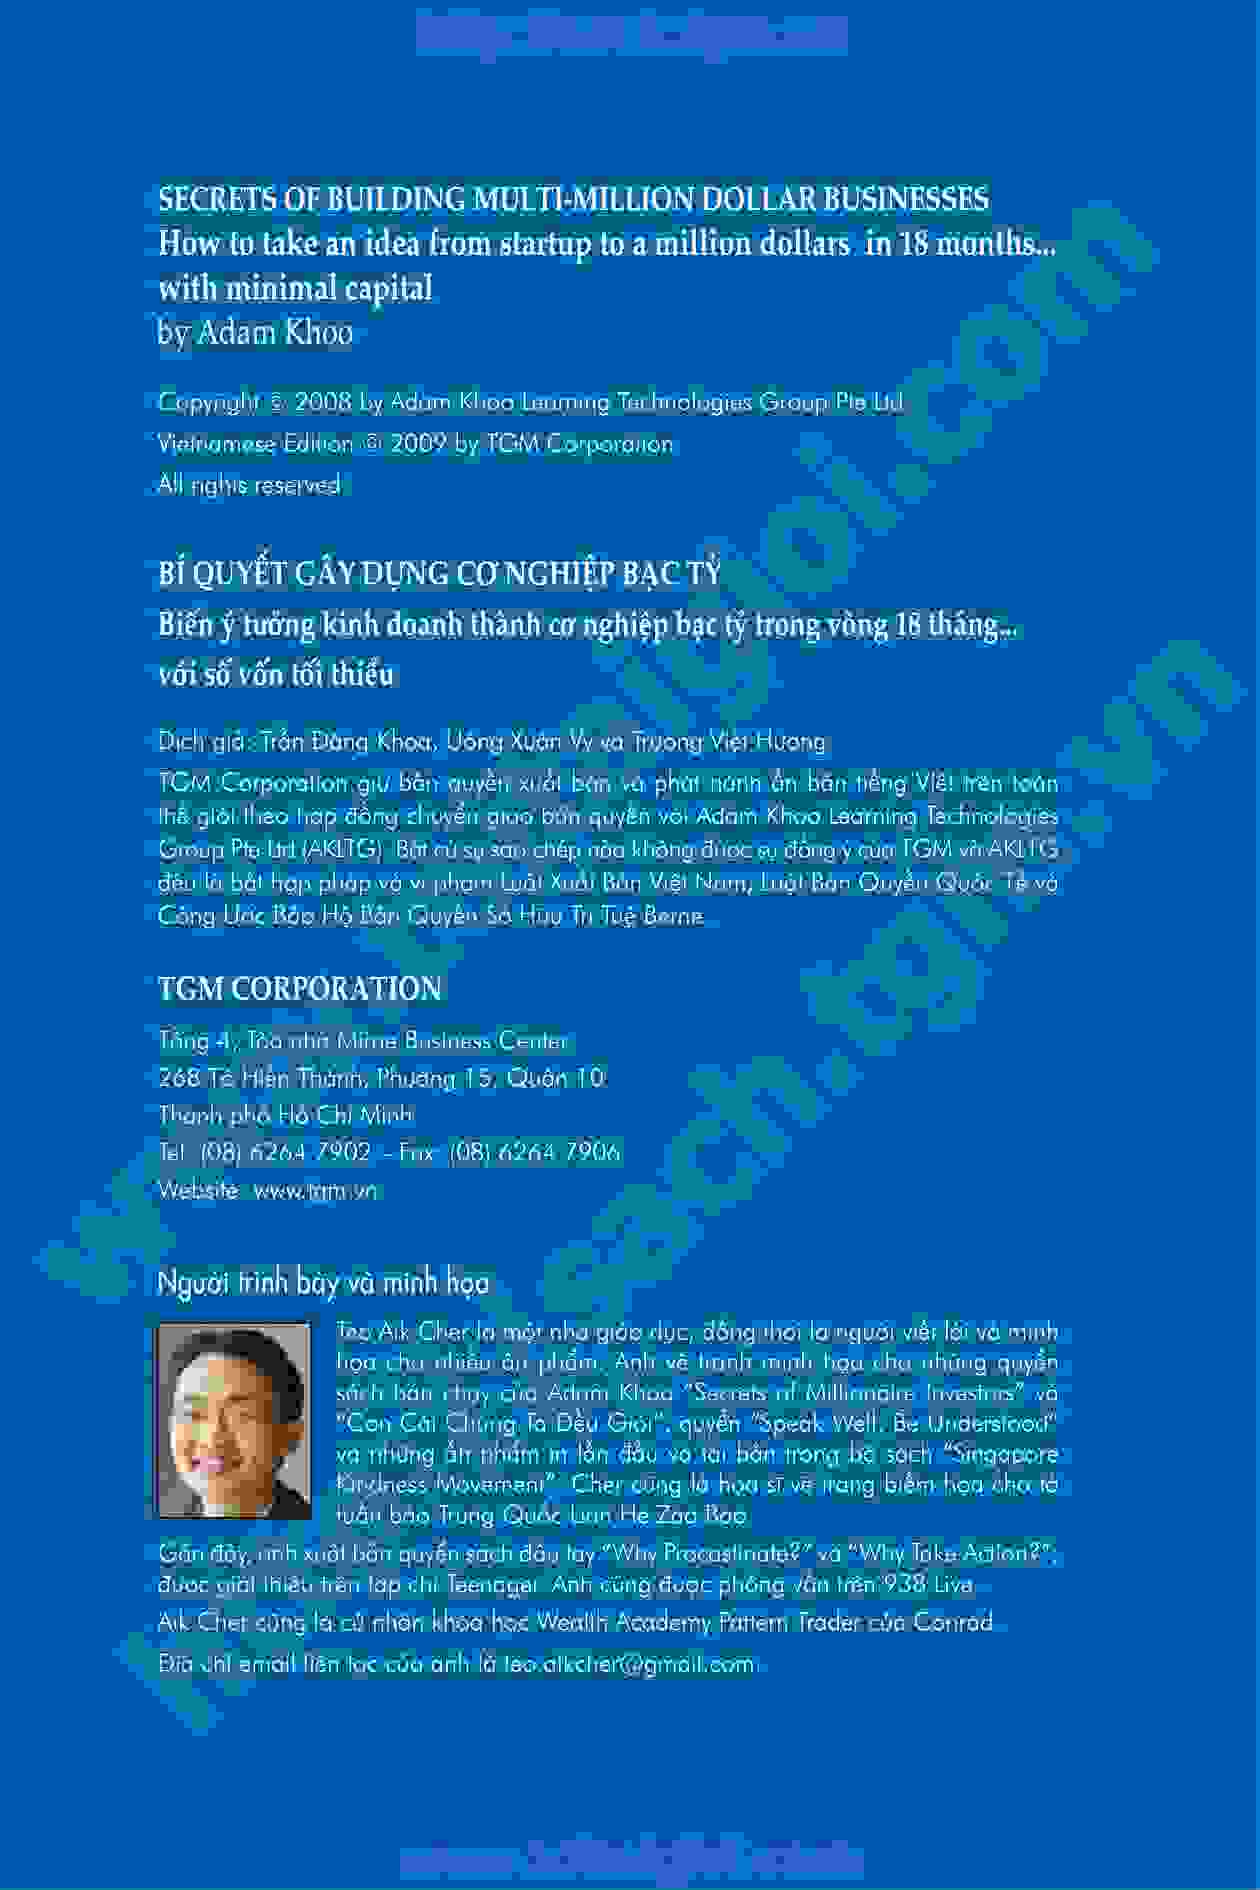 SECRETS OF BUILDING MULTI-MILLION DOLLAR BUSINESSES
How to take an idea from startup to a million dollars in 18 months...
with minimal capital
by Adam Khoo
Copyright © 2008 by Adam Khoo Learning Technologies Group Pte Ltd
Vietnamese Edition © 2009 by TGM Corporation
All rights reserved
BÍ QUYẾT GÂY DỰNG CƠ NGHIỆP BẠC TỶ
Biến ý tưởng kinh doanh thành cơ nghiệp bạc tỷ trong vòng 18 tháng...
với số vốn tối thiểu
Dịch giả: Trần Đăng Khoa, Uông Xuân Vy và Trương Việt Hương
TGM Corporation giữ bản quyền xuất bản và phát hành ấn bản tiếng Việt trên toàn
thế giới theo hợp đồng chuyển giao bản quyền với Adam Khoo Learning Technologies
Group Pte Ltd (AKLTG). Bất cứ sự sao chép nào không được sự đồng ý của TGM và AKLTG
đều là bất hợp pháp và vi phạm Luật Xuất Bản Việt Nam, Luật Bản Quyền Quốc Tế và
Công Ước Bảo Hộ Bản Quyền Sở Hữu Trí Tuệ Berne
TGM CORPORATION
Tầng 4, Tòa nhà Mirae Business Center
268 Tô Hiến Thành, Phường 15, Quận 10
Thành phố Hồ Chí Minh
Tel: (08) 6264 7902 - Fax: (08) 6264 7906
Website: www.tgm.vn
Người trình bày và minh họa
Teo Aik Cher là một nhà giáo dục, đồng thời là người viết lời và minh
họa cho nhiều ấn phẩm. Anh vẽ tranh minh họa cho những quyển
sách bán chạy của Adam Khoo "Secrets of Millionaire Investors" và
"Con Cái Chúng Ta Đều Giỏi", quyển "Speak Well, Be Understood"
và những ấn phẩm in lần đầu và tái bản trong bộ sách "Singapore
Kindness Movement". Cher cũng là họa sĩ vẽ trang biếm họa cho tờ
tuần báo Trung Quốc Lian He Zao Bao
Gần đây, anh xuất bản quyển sách đầu tay "Why Procastinate?" và "Why Take Action?",
được giới thiệu trên tạp chí Teenager. Anh cũng được phỏng vấn trên 938 Live
Aik Cher cũng là cử nhân khóa học Wealth Academy Pattern Trader của Conrad
Địa chỉ email liên lạc của anh là teo.aikcher@gmail.com